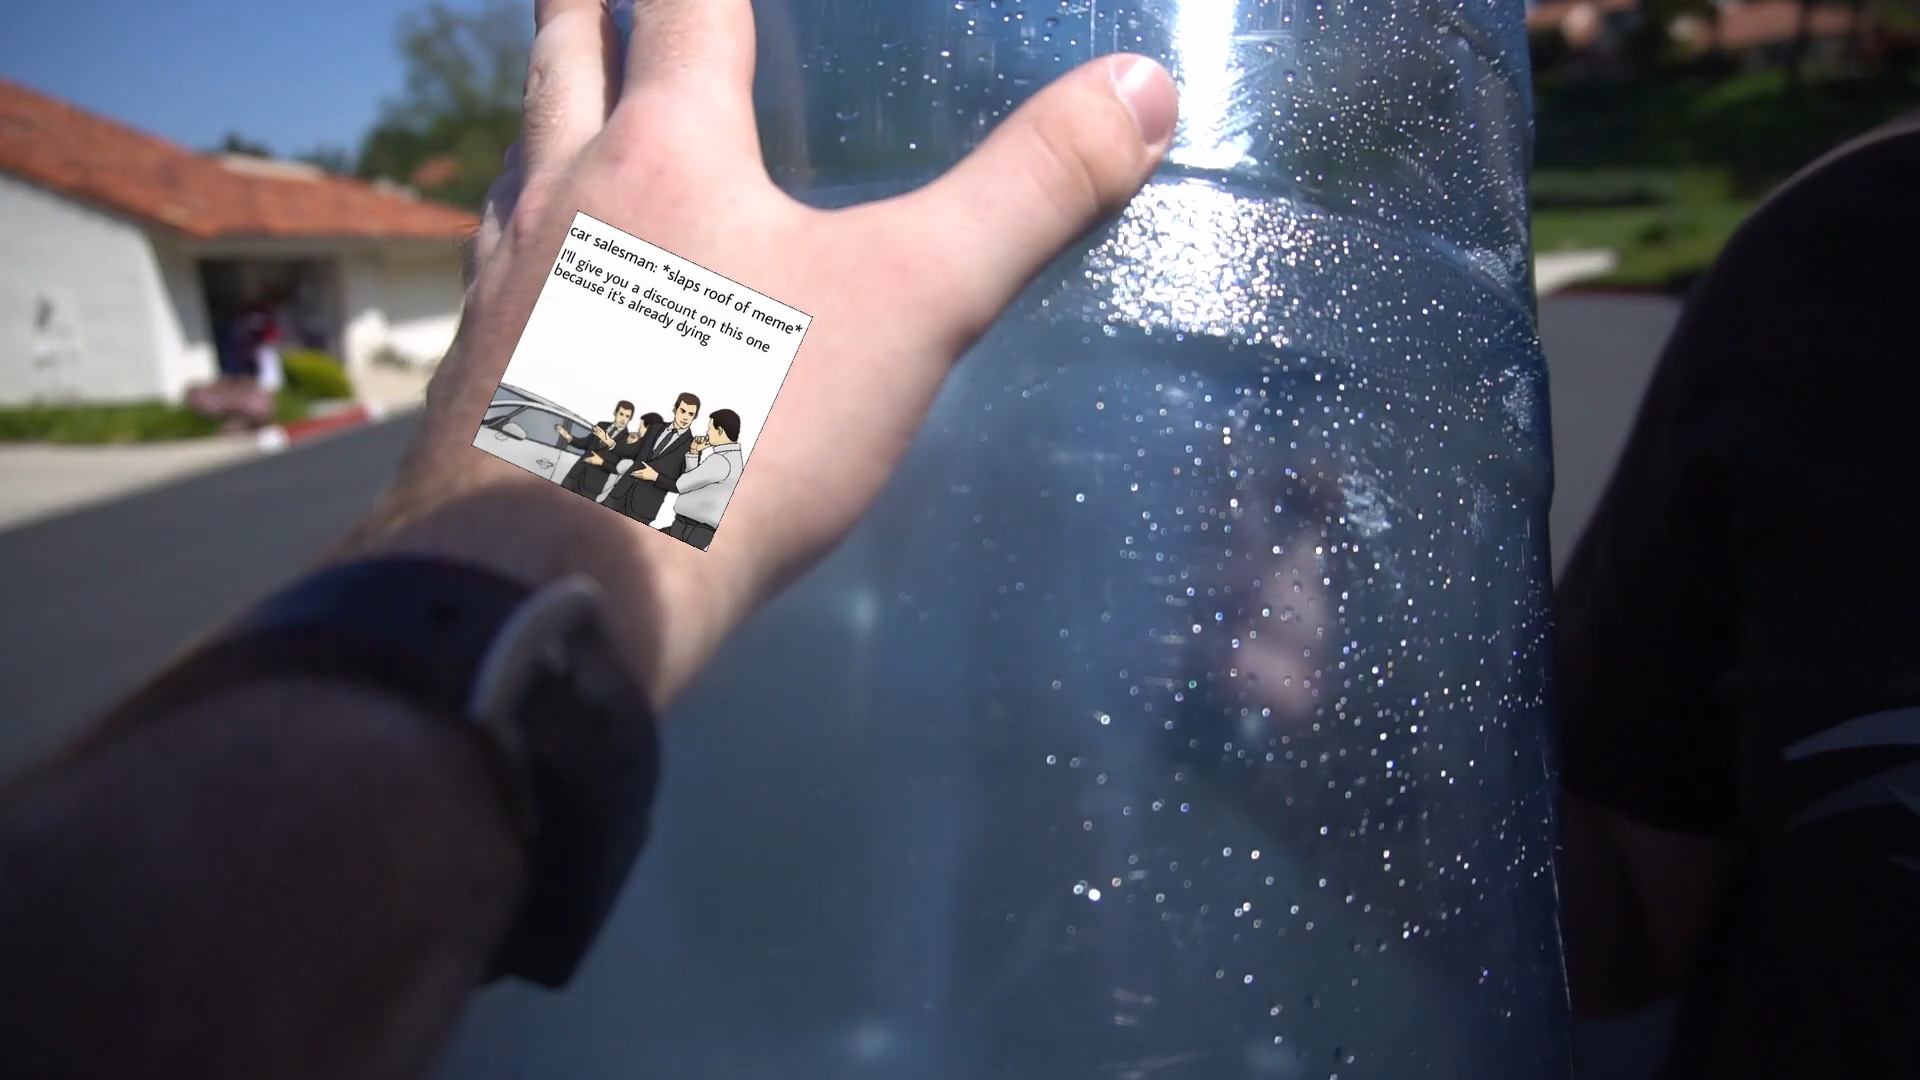 car salesman: *slaps roof of meme*
I'll give you a discount on this one
because it's already dying